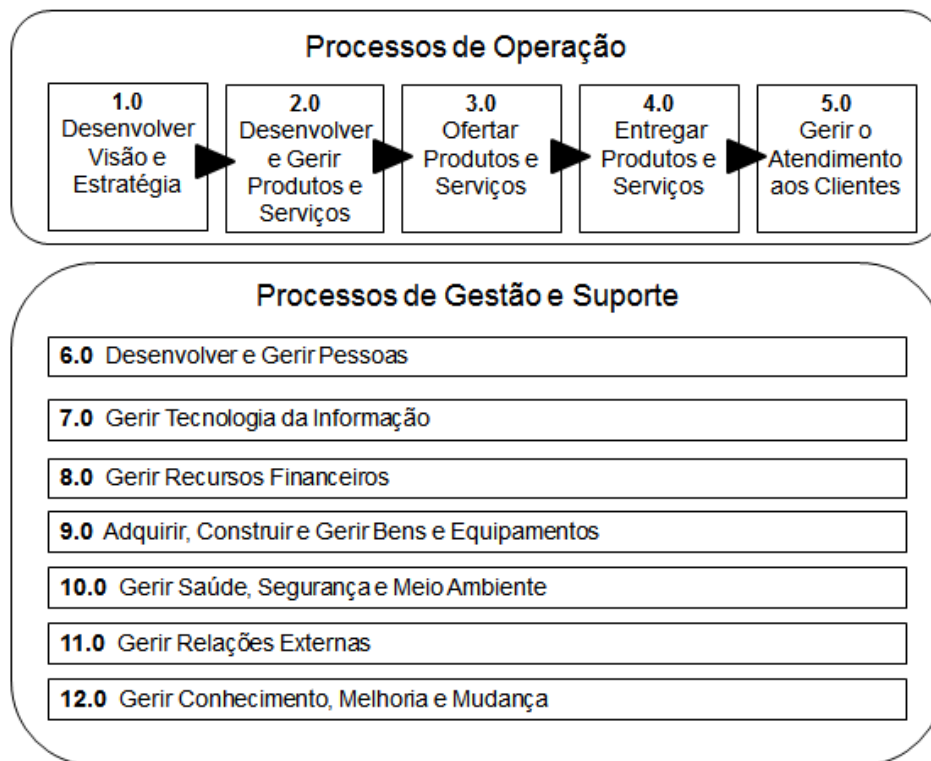 Processos de Operação
1.0
Desenvolver
Visão e
Estratégia
2.0
Desenvolver
e Gerir
Produtos e
Serviços
3.0
Ofertar
Produtos e
Serviços
4.0
Entregar
Produtos e
Serviços
5.0
Gerir o
Atendimento
aos Clientes
Processos de Gestão e Suporte
6.0 Desenvolver e Gerir Pessoas
7.0 Gerir Tecnologia da Informação
8.0 Gerir Recursos Financeiros
9.0 Adquirir, Construir e Gerir Bens e Equipamentos
10.0 Gerir Saúde, Segurança e Meio Ambiente
11.0 Gerir Relações Externas
12.0 Gerir Conhecimento, Melhoria e Mudança